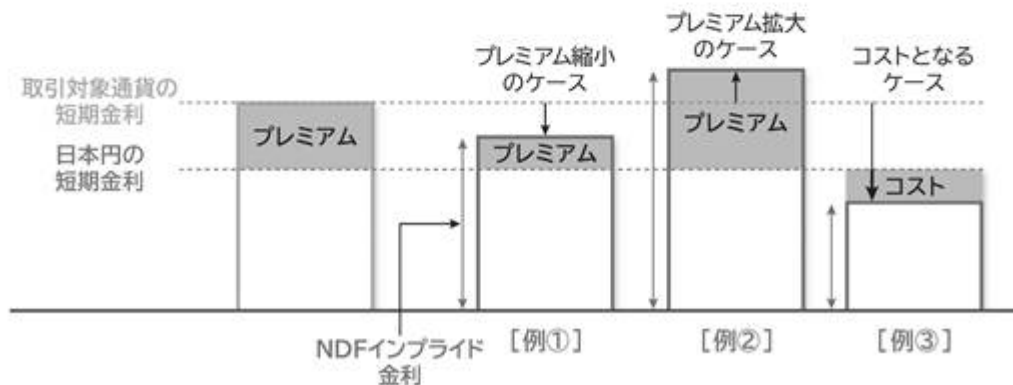 取引対象通貨の
短期金利
日本円の
短期金利
プレミアム
プレミアム縮小
のケース
プレミアム
プレミアム拡大
のケース
プレミアム
コストとなる
ケース
コスト
NDFインプライド
金利
［例①］
［例②］
［例③］